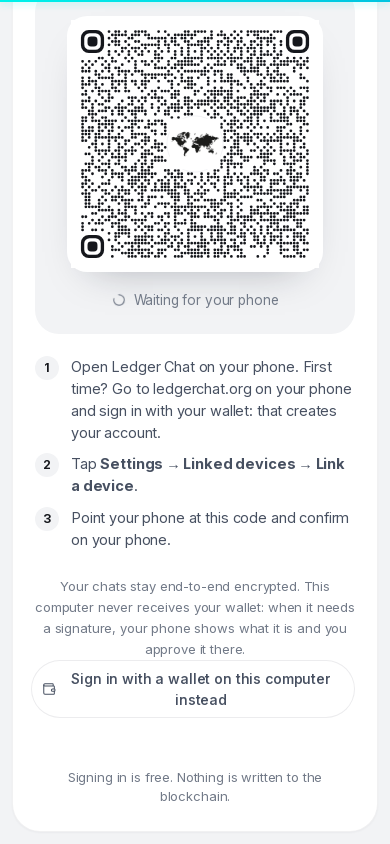 Waiting for your phone
1 Open Ledger Chat on your phone. First
time? Go to ledgerchat.org on your phone
and sign in with your wallet: that creates
your account.
2 Tap Settings → Linked devices → Link
a device.
3 Point your phone at this code and confirm
on your phone.
Your chats stay end-to-end encrypted. This
computer never receives your wallet: when it needs
a signature, your phone shows what it is and you
approve it there.
Sign in with a wallet on this computer
instead
Signing in is free. Nothing is written to the
blockchain.